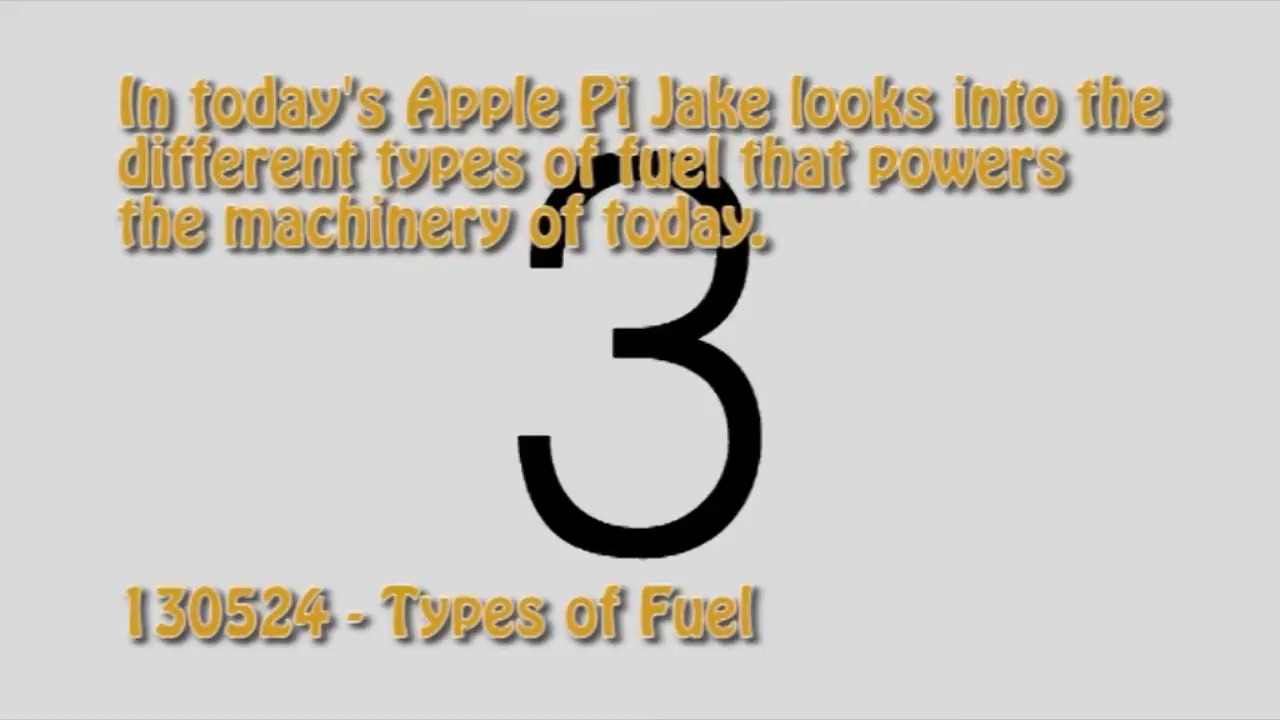 In today's Apple Pi Jake looks into the
different types of fuel that powers
the machinery of today.
3
130524 - Types of Fuel